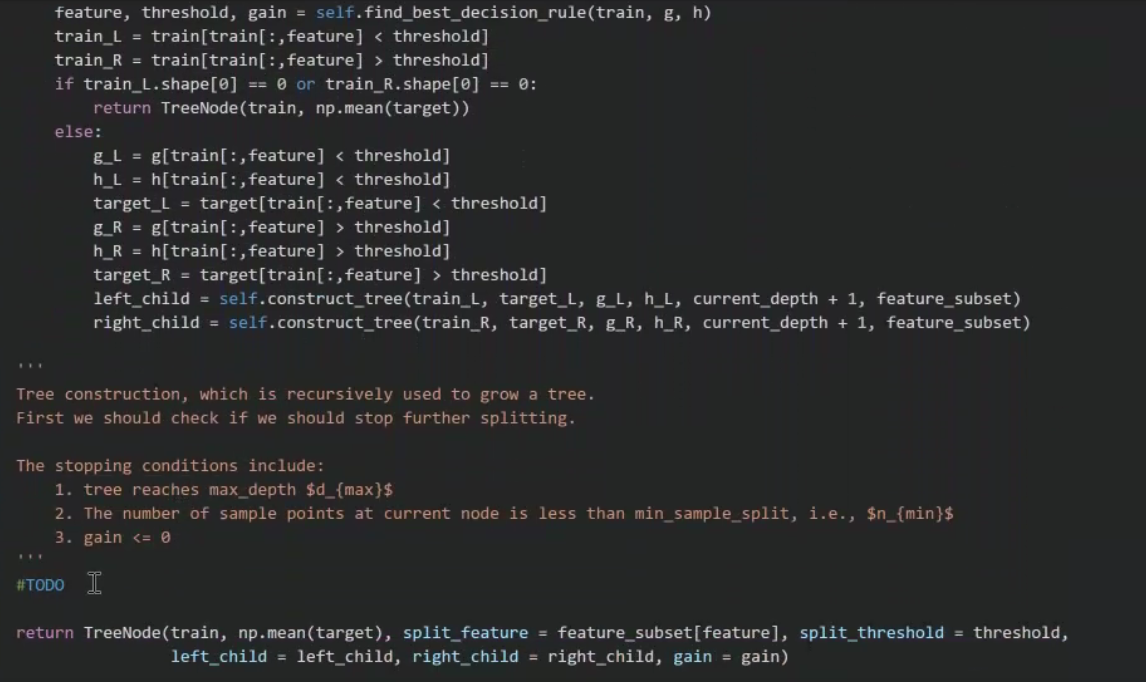 feature, threshold, gain = self.find_best_decision_rule(train, g, h)
train_L = train[train[:,feature] < threshold]
train_R = train[train[:,feature] > threshold]
if train_L.shape[0] == 0 or train_R.shape[0] == 0:
return TreeNode(train, np.mean(target))
else:
g_L = g[train[:,feature] < threshold]
h_L = h[train[:,feature] < threshold]
target_L = target[train[:,feature] < threshold]
g_R = g[train[:,feature] > threshold]
h_R = h[train[:,feature] > threshold]
target_R = target[train[:,feature] > threshold]
left_child = self.construct_tree(train_L, target_L, g_L, h_L, current_depth + 1, feature_subset)
right_child = self.construct_tree(train_R, target_R, g_R, h_R, current_depth + 1, feature_subset)
'''
Tree construction, which is recursively used to grow a tree.
First we should check if we should stop further splitting.
The stopping conditions include:
1. tree reaches max_depth $d_{max}$
2. The number of sample points at current node is less than min_sample_split, i.e., $n_{min}$
3. gain <= 0
'''
#TODO
return TreeNode(train, np.mean(target), split_feature = feature_subset[feature], split_threshold = threshold,
left_child = left_child, right_child = right_child, gain = gain)